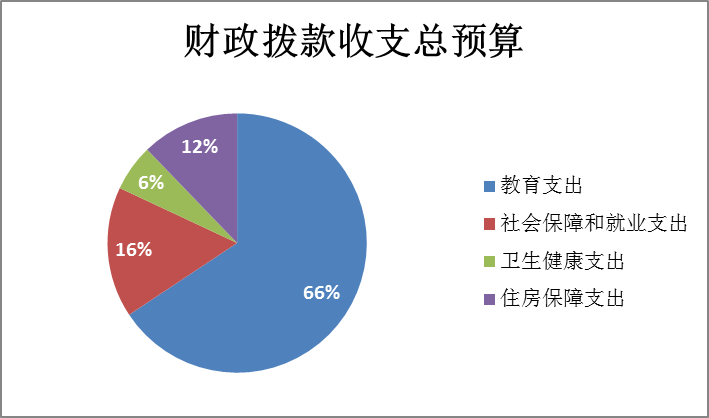 财政拨款收支总预算
12%
6%
16%
66%
教育支出
社会保障和就业支出
卫生健康支出
住房保障支出